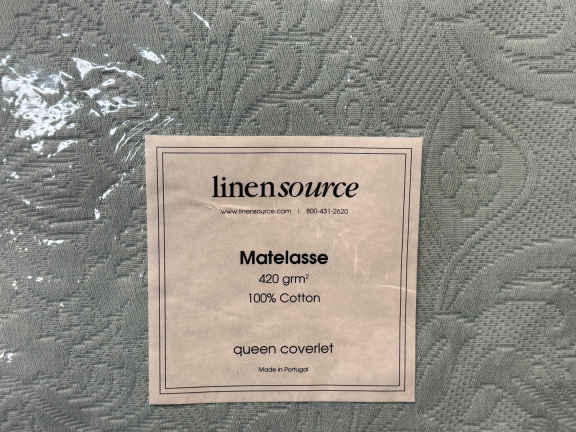 linensource
www.linensource.com | 800-431-2620
Matelasse
420 grm²
100% Cotton
queen coverlet
Made in Portugal